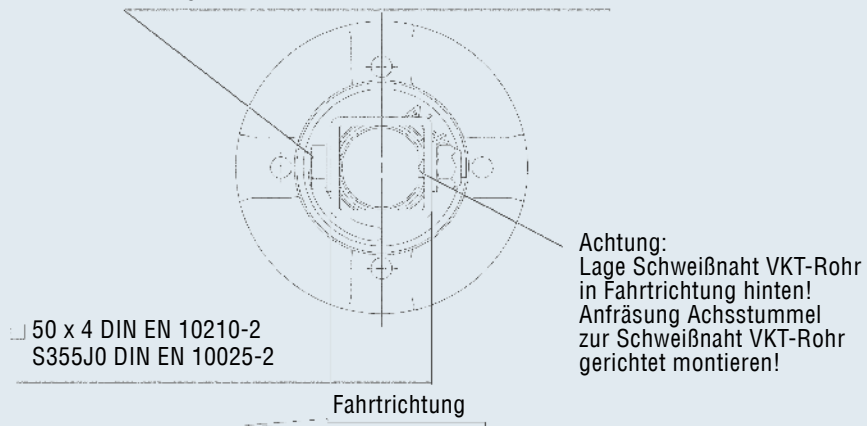 Achtung:
Lage Schweißnaht VKT-Rohr
in Fahrtrichtung hinten!
Anfräsung Achsstummel
zur Schweißnaht VKT-Rohr
gerichtet montieren!
50 x 4 DIN EN 10210-2
S355J0 DIN EN 10025-2
Fahrtrichtung